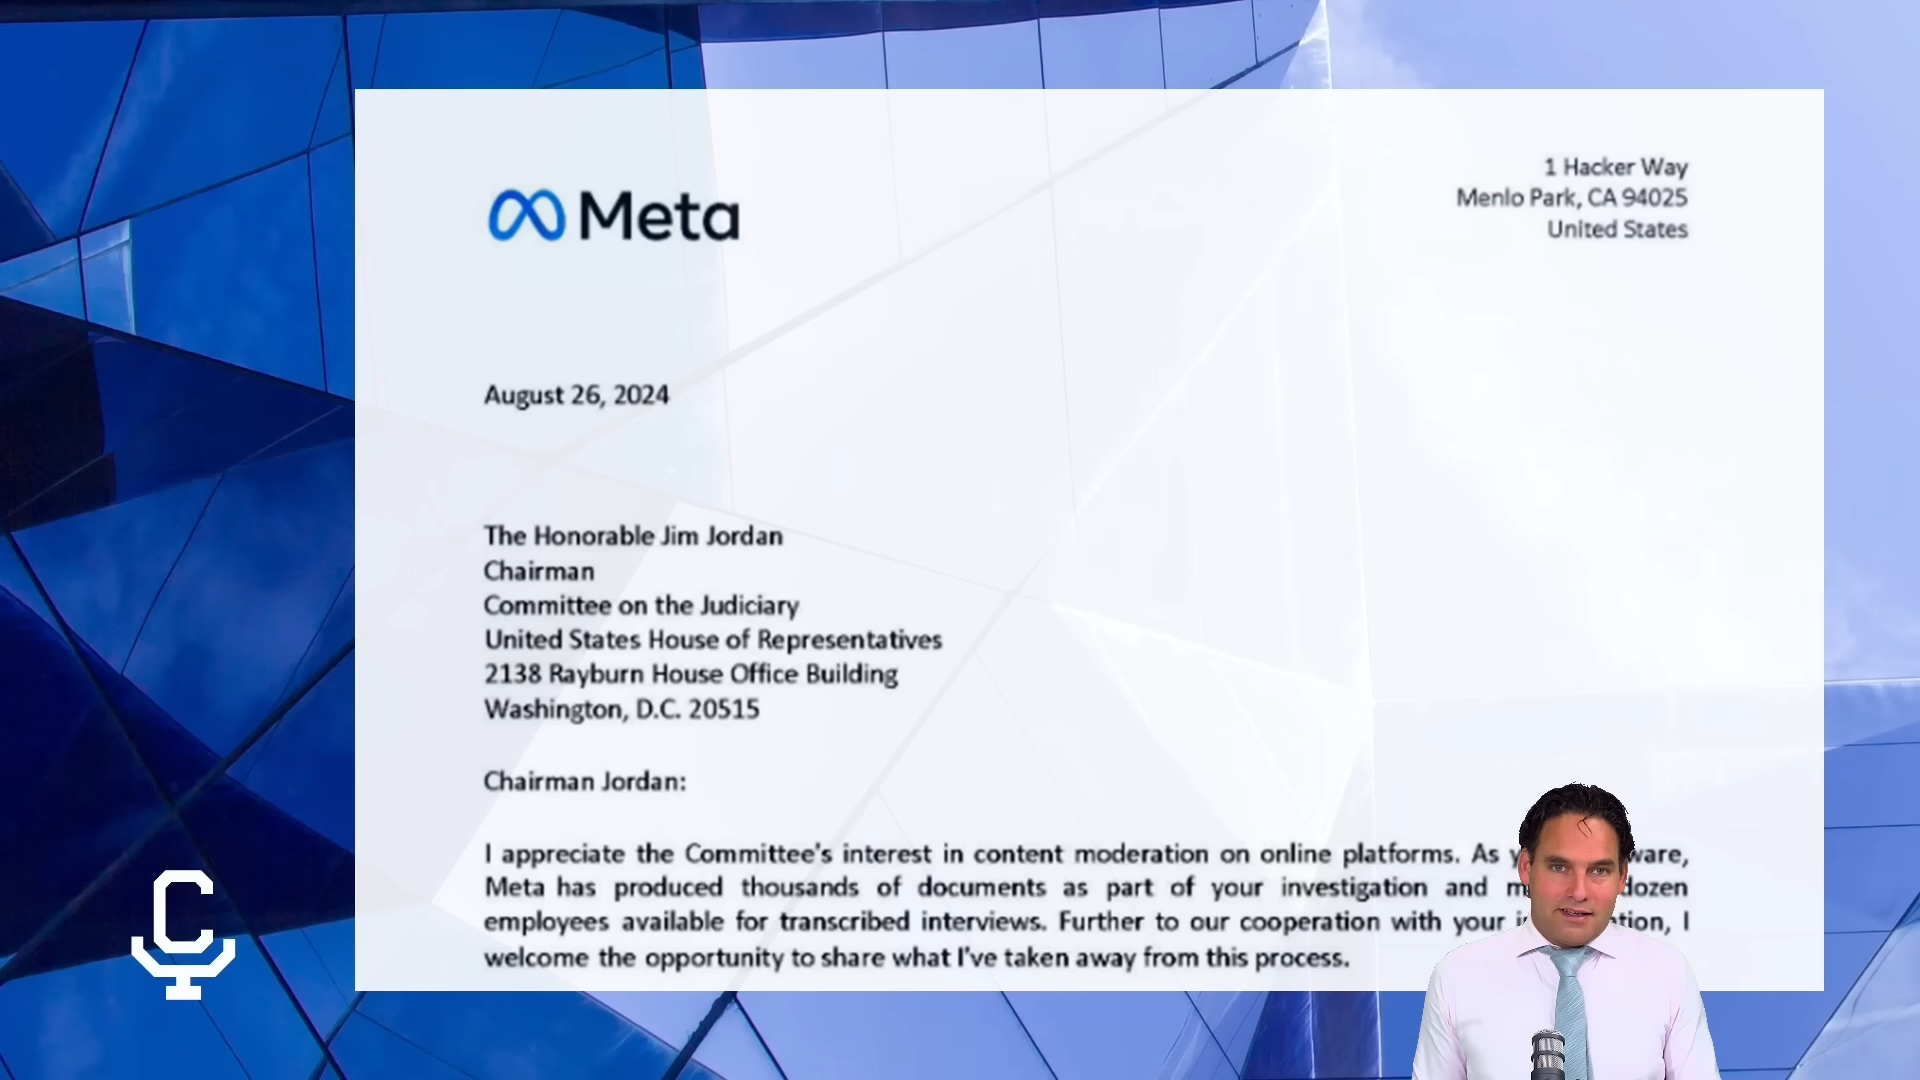 1 Hacker Way
Menlo Park, CA 94025
United States
Meta
August 26, 2024
The Honorable Jim Jordan
Chairman
Committee on the Judiciary
United States House of Representatives
2138 Rayburn House Office Building
Washington, D.C. 20515
Chairman Jordan:
I appreciate the Committee's interest in content moderation on online platforms. As
Meta has produced thousands of documents as part of your investigation and dozen
employees available for transcribed interviews. Further to our cooperation with your I
welcome the opportunity to share what I've taken away from this process.